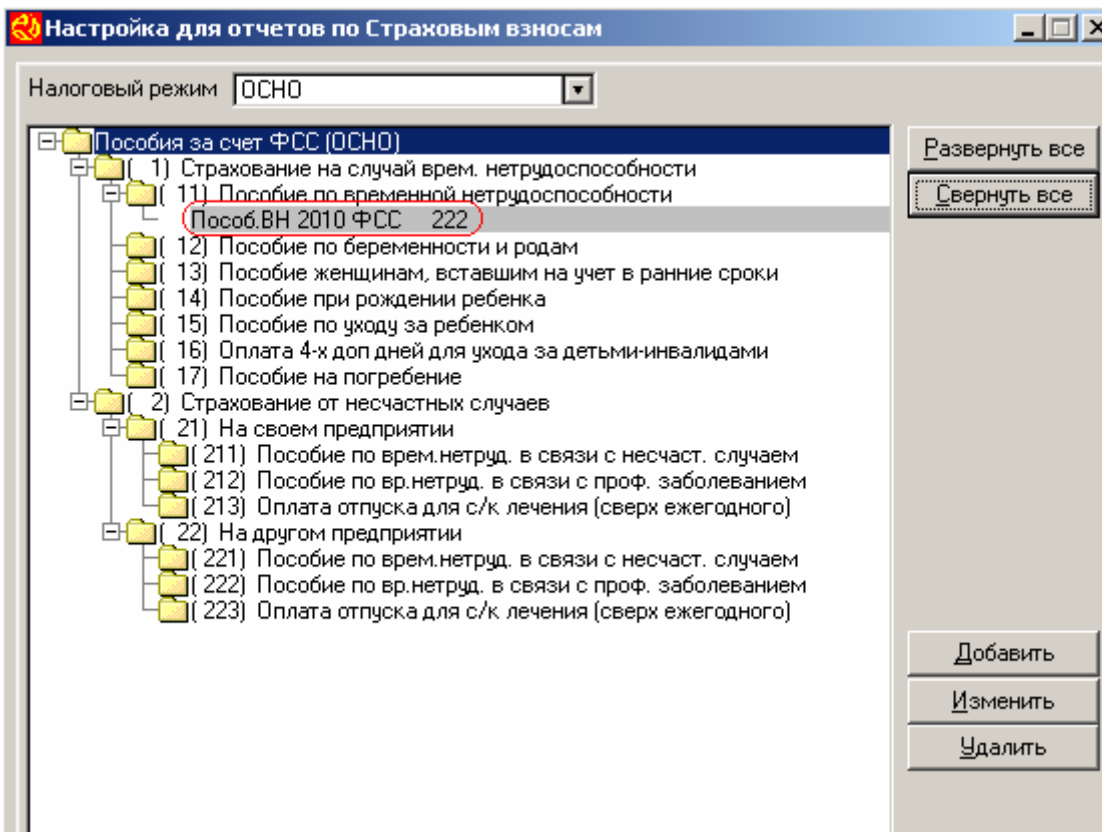 Настройка для отчетов по Страховым взносам
Налоговый режим ОСНО
Пособия за счет ФСС (ОСНО)
( 1) Страхование на случай врем. нетрудоспособности
( 11) Пособие по временной нетрудоспособности
Пособ.ВН 2010 ФСС 222
( 12) Пособие по беременности и родам
( 13) Пособие женщинам, вставшим на учет в ранние сроки
( 14) Пособие при рождении ребенка
( 15) Пособие по уходу за ребенком
( 16) Оплата 4-х доп дней для ухода за детьми-инвалидами
( 17) Пособие на погребение
( 2) Страхование от несчастных случаев
( 21) На своем предприятии
( 211) Пособие по врем.нетруд. в связи с несчаст. случаем
( 212) Пособие по вр.нетруд. в связи с проф. заболеванием
( 213) Оплата отпуска для с/к лечения (сверх ежегодного)
( 22) На другом предприятии
( 221) Пособие по врем.нетруд. в связи с несчаст. случаем
( 222) Пособие по вр.нетруд. в связи с проф. заболеванием
( 223) Оплата отпуска для с/к лечения (сверх ежегодного)
Развернуть все
Свернуть все
Добавить
Изменить
Удалить